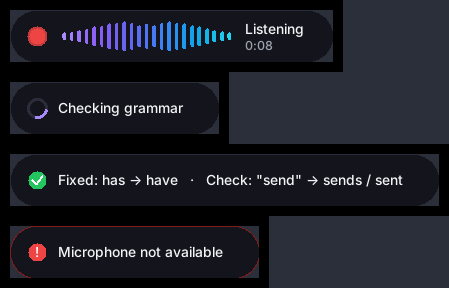 Listening
0:08
Checking grammar
Fixed: has → have · Check: "send" → sends / sent
Microphone not available